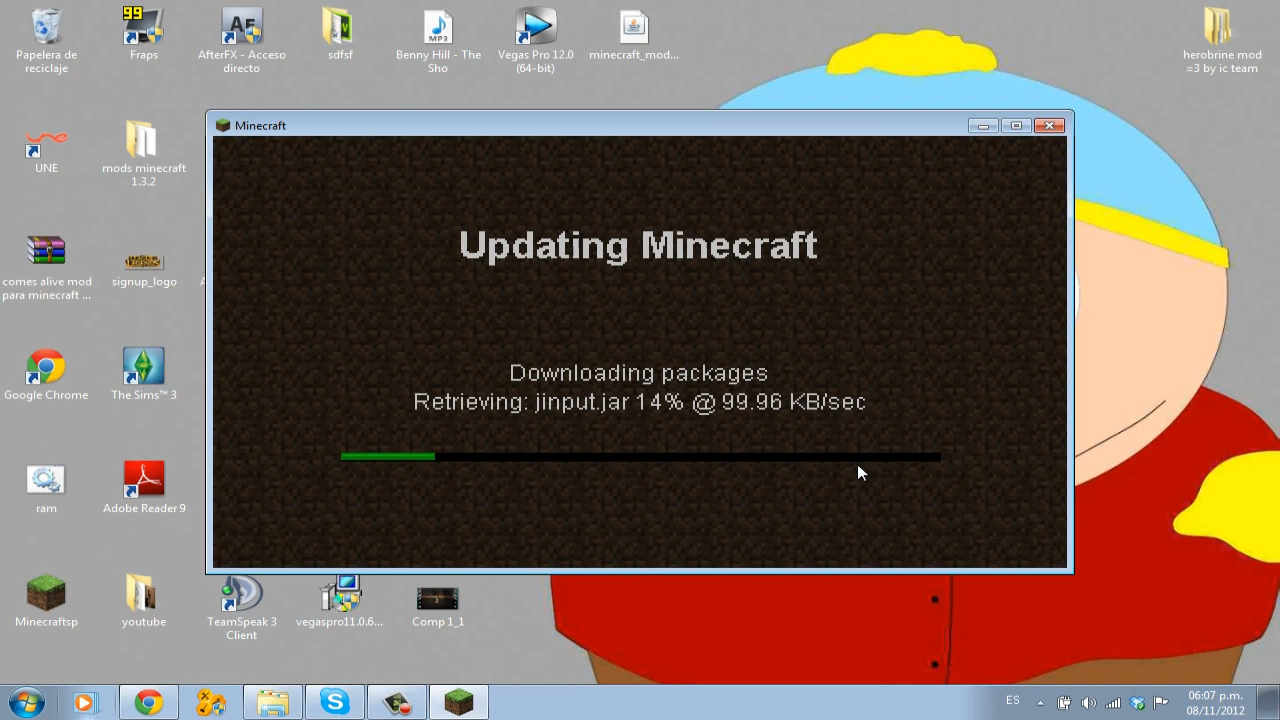 99
Papelera de
reciclaje
Fraps
AfterFX - Acceso
directo
sdfsf
MP3
Benny Hill - The
Sho
Vegas Pro 12.0
(64-bit)
minecraft_mod...
herobrine mod
=3 by ic team
Minecraft
UNE
mods minecraft
1.3.2
Updating Minecraft
comes alive mod
para minecraft ...
signup_logo
Downloading packages
Retrieving: jinput.jar 14% @ 99.96 KB/sec
Google Chrome
The Sims™ 3
ram
Adobe Reader 9
Minecraftsp
youtube
TeamSpeak 3
Client
vegaspro11.0.6...
Comp 1_1
ES
06:07 p.m.
08/11/2012